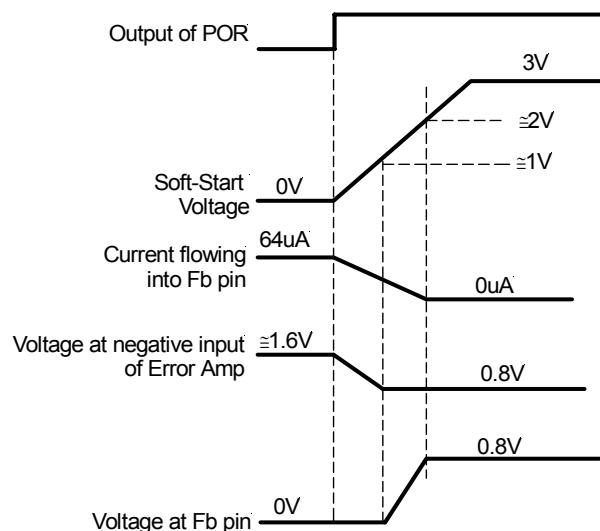 Output of POR
3V
≅2V
≅1V
Soft-Start
Voltage
0V
64uA
Current flowing
into Fb pin
0uA
Voltage at negative input
of Error Amp
≅1.6V
0.8V
0.8V
Voltage at Fb pin
0V